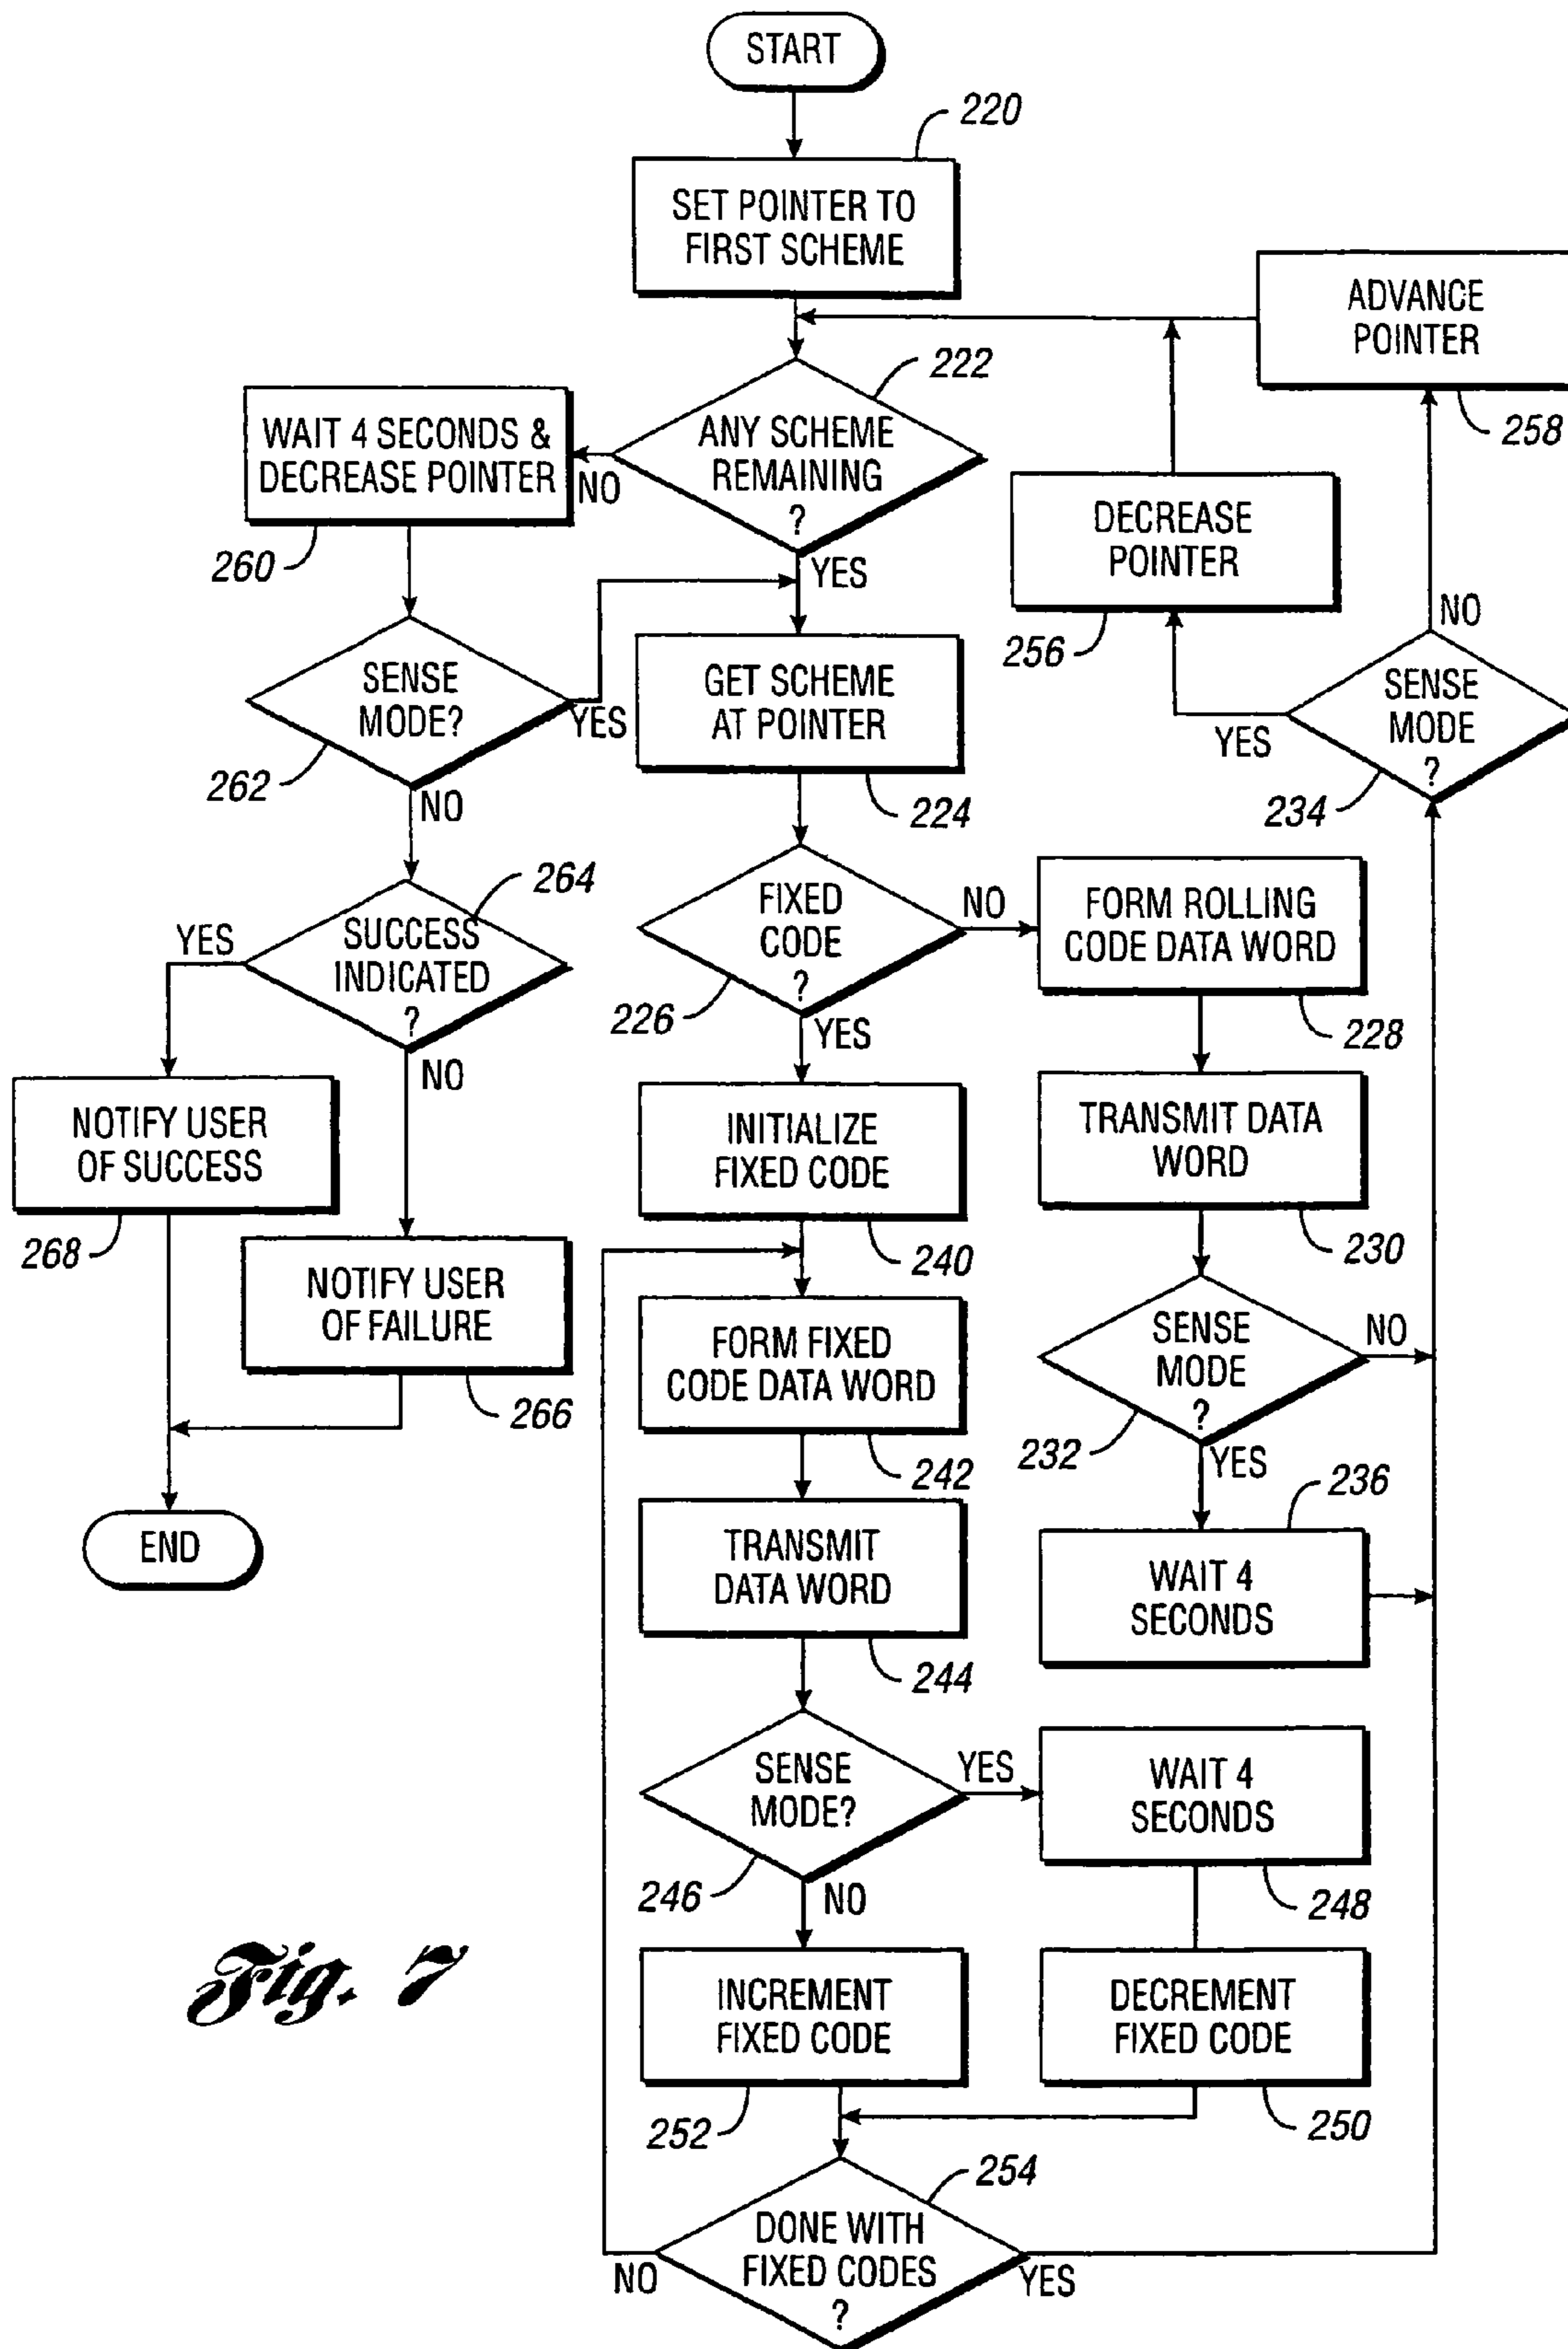 START
220
SET POINTER TO
FIRST SCHEME
ADVANCE
POINTER
258
222
ANY SCHEME
REMAINING
?
NO
YES
WAIT 4 SECONDS &
DECREASE POINTER
260
DECREASE
POINTER
256
SENSE
MODE?
YES
262
NO
GET SCHEME
AT POINTER
224
NO
SENSE
MODE
?
YES
234
264
SUCCESS
INDICATED
?
YES
NO
FIXED
CODE
?
NO
226
YES
FORM ROLLING
CODE DATA WORD
228
NOTIFY USER
OF SUCCESS
268
INITIALIZE
FIXED CODE
240
TRANSMIT DATA
WORD
230
NOTIFY USER
OF FAILURE
266
FORM FIXED
CODE DATA WORD
242
SENSE
MODE
?
NO
232
YES
236
END
TRANSMIT
DATA WORD
244
WAIT 4
SECONDS
SENSE
MODE?
YES
246
NO
WAIT 4
SECONDS
248
Fig. 7
INCREMENT
FIXED CODE
252
DECREMENT
FIXED CODE
250
254
DONE WITH
FIXED CODES
?
NO
YES